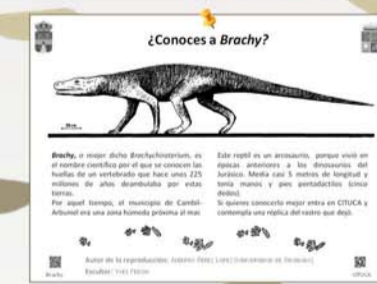 ¿Conoces a Brachy?
Brachy, o mejor dicho Brachychirotherium, es
el nombre científico por el que se conocen las
huellas de un vertebrado que hace unos 225
millones de años deambulaba por estas
tierras.
Por aquel tiempo, el municipio de Cambil-
Arbuniel era una zona húmeda próxima al mar.
Este reptil es un arcosaurio, porque vivió en
épocas anteriores a los dinosaurios del
Jurásico. Medía casi 5 metros de longitud y
tenía manos y pies pentadáctilos (cinco
dedos).
Si quieres conocerlo mejor entra en CITUCA y
contempla una réplica del rastro que dejó.
Autor de la reproducción:
Escultor:
Brachy
CITUCA